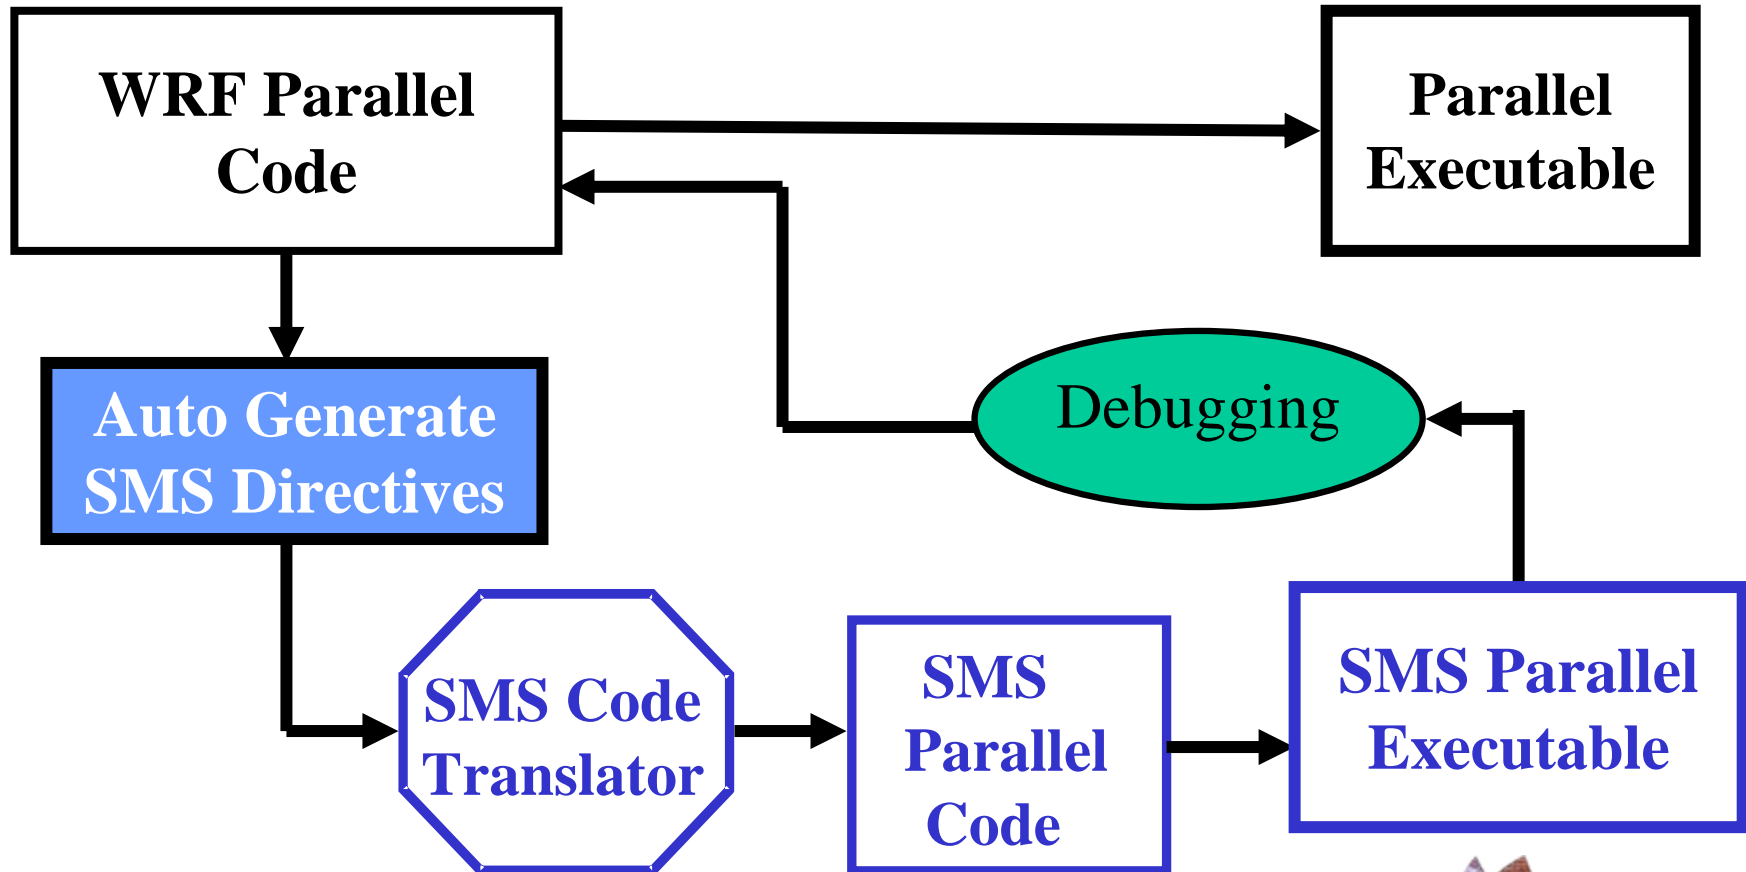 WRF Parallel
Code
Parallel
Executable
Auto Generate
SMS Directives
Debugging
SMS Code
Translator
SMS
Parallel
Code
SMS Parallel
Executable